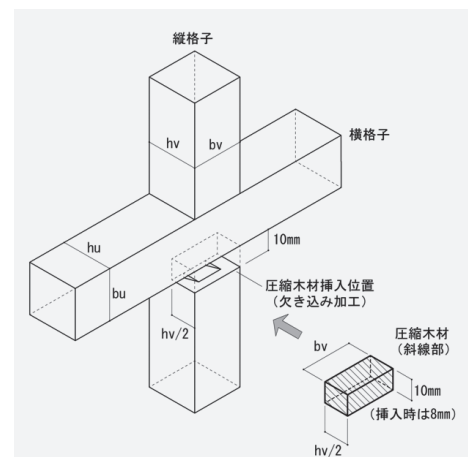 縦格子
hv
bv
横格子
hu
bu
10mm
圧縮木材挿入位置
（欠き込み加工）
hv/2
圧縮木材
（斜線部）
bv
10mm
（挿入時は8mm）
hv/2